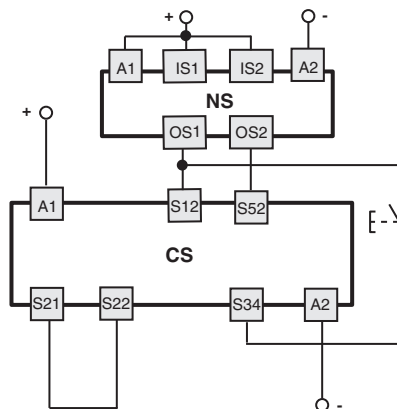 + -
A1 IS1 IS2 A2
NS
OS1 OS2
+
A1 S12 S52
CS
S21 S22 S34 A2
-